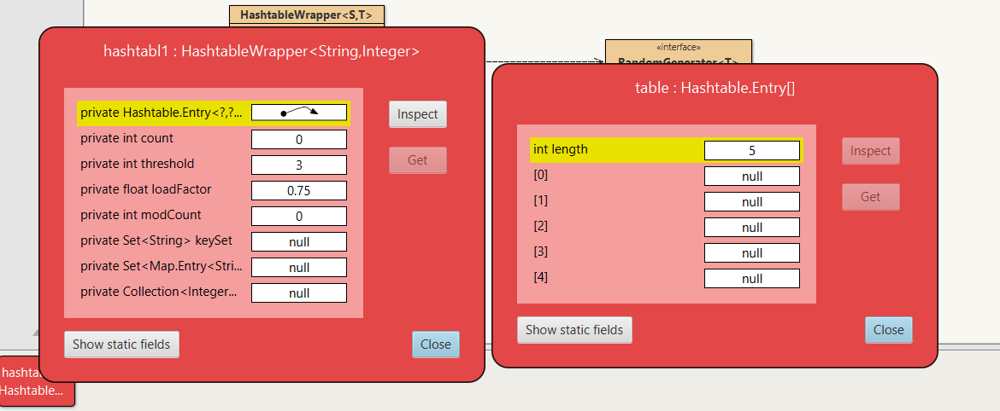 HashtableWrapper<S,T>
«interface»
RandomGenerator<T>
hashtabl1 : HashtableWrapper<String,Integer>
private Hashtable.Entry<?,?...
Inspect
private int count 0
private int threshold 3
Get
private float loadFactor 0.75
private int modCount 0
private Set<String> keySet null
private Set<Map.Entry<Stri... null
private Collection<Integer... null
Show static fields
Close
table : Hashtable.Entry[]
int length 5
Inspect
[0] null
[1] null
Get
[2] null
[3] null
[4] null
Show static fields
Close
hashta
Hashtable...